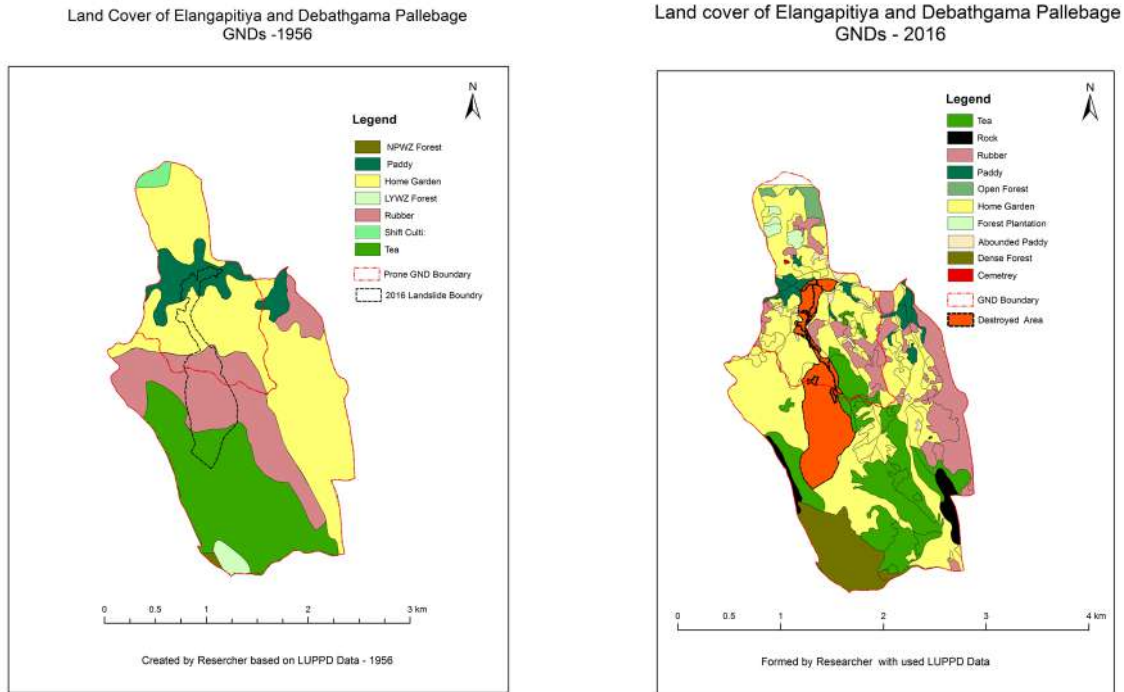 Land Cover of Elangapitiya and Debathgama Pallebage
GNDs -1956
N
Legend
NPWZ Forest
Paddy
Home Garden
LYWZ Forest
Rubber
Shift Culti:
Tea
Prone GND Boundary
2016 Landslide Boundry
0 0.5 1 2 3 km
Created by Resercher based on LUPPD Data - 1956
Land cover of Elangapitiya and Debathgama Pallebage
GNDs - 2016
N
Legend
Tea
Rock
Rubber
Paddy
Open Forest
Home Garden
Forest Plantation
Abounded Paddy
Dense Forest
Cemetrey
GND Boundary
Destroyed Area
0 0.5 1 2 3 4 km
Formed by Researcher with used LUPPD Data